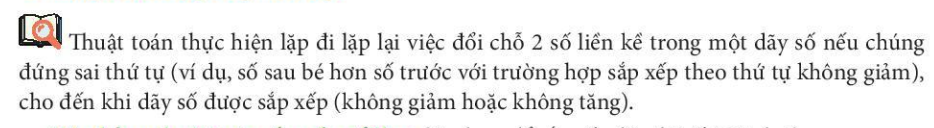 Thuật toán thực hiện lặp đi lặp lại việc đổi chỗ 2 số liền kề trong một dãy số nếu chúng
đứng sai thứ tự (ví dụ, số sau bé hơn số trước với trường hợp sắp xếp theo thứ tự không giảm),
cho đến khi dãy số được sắp xếp (không giảm hoặc không tăng).